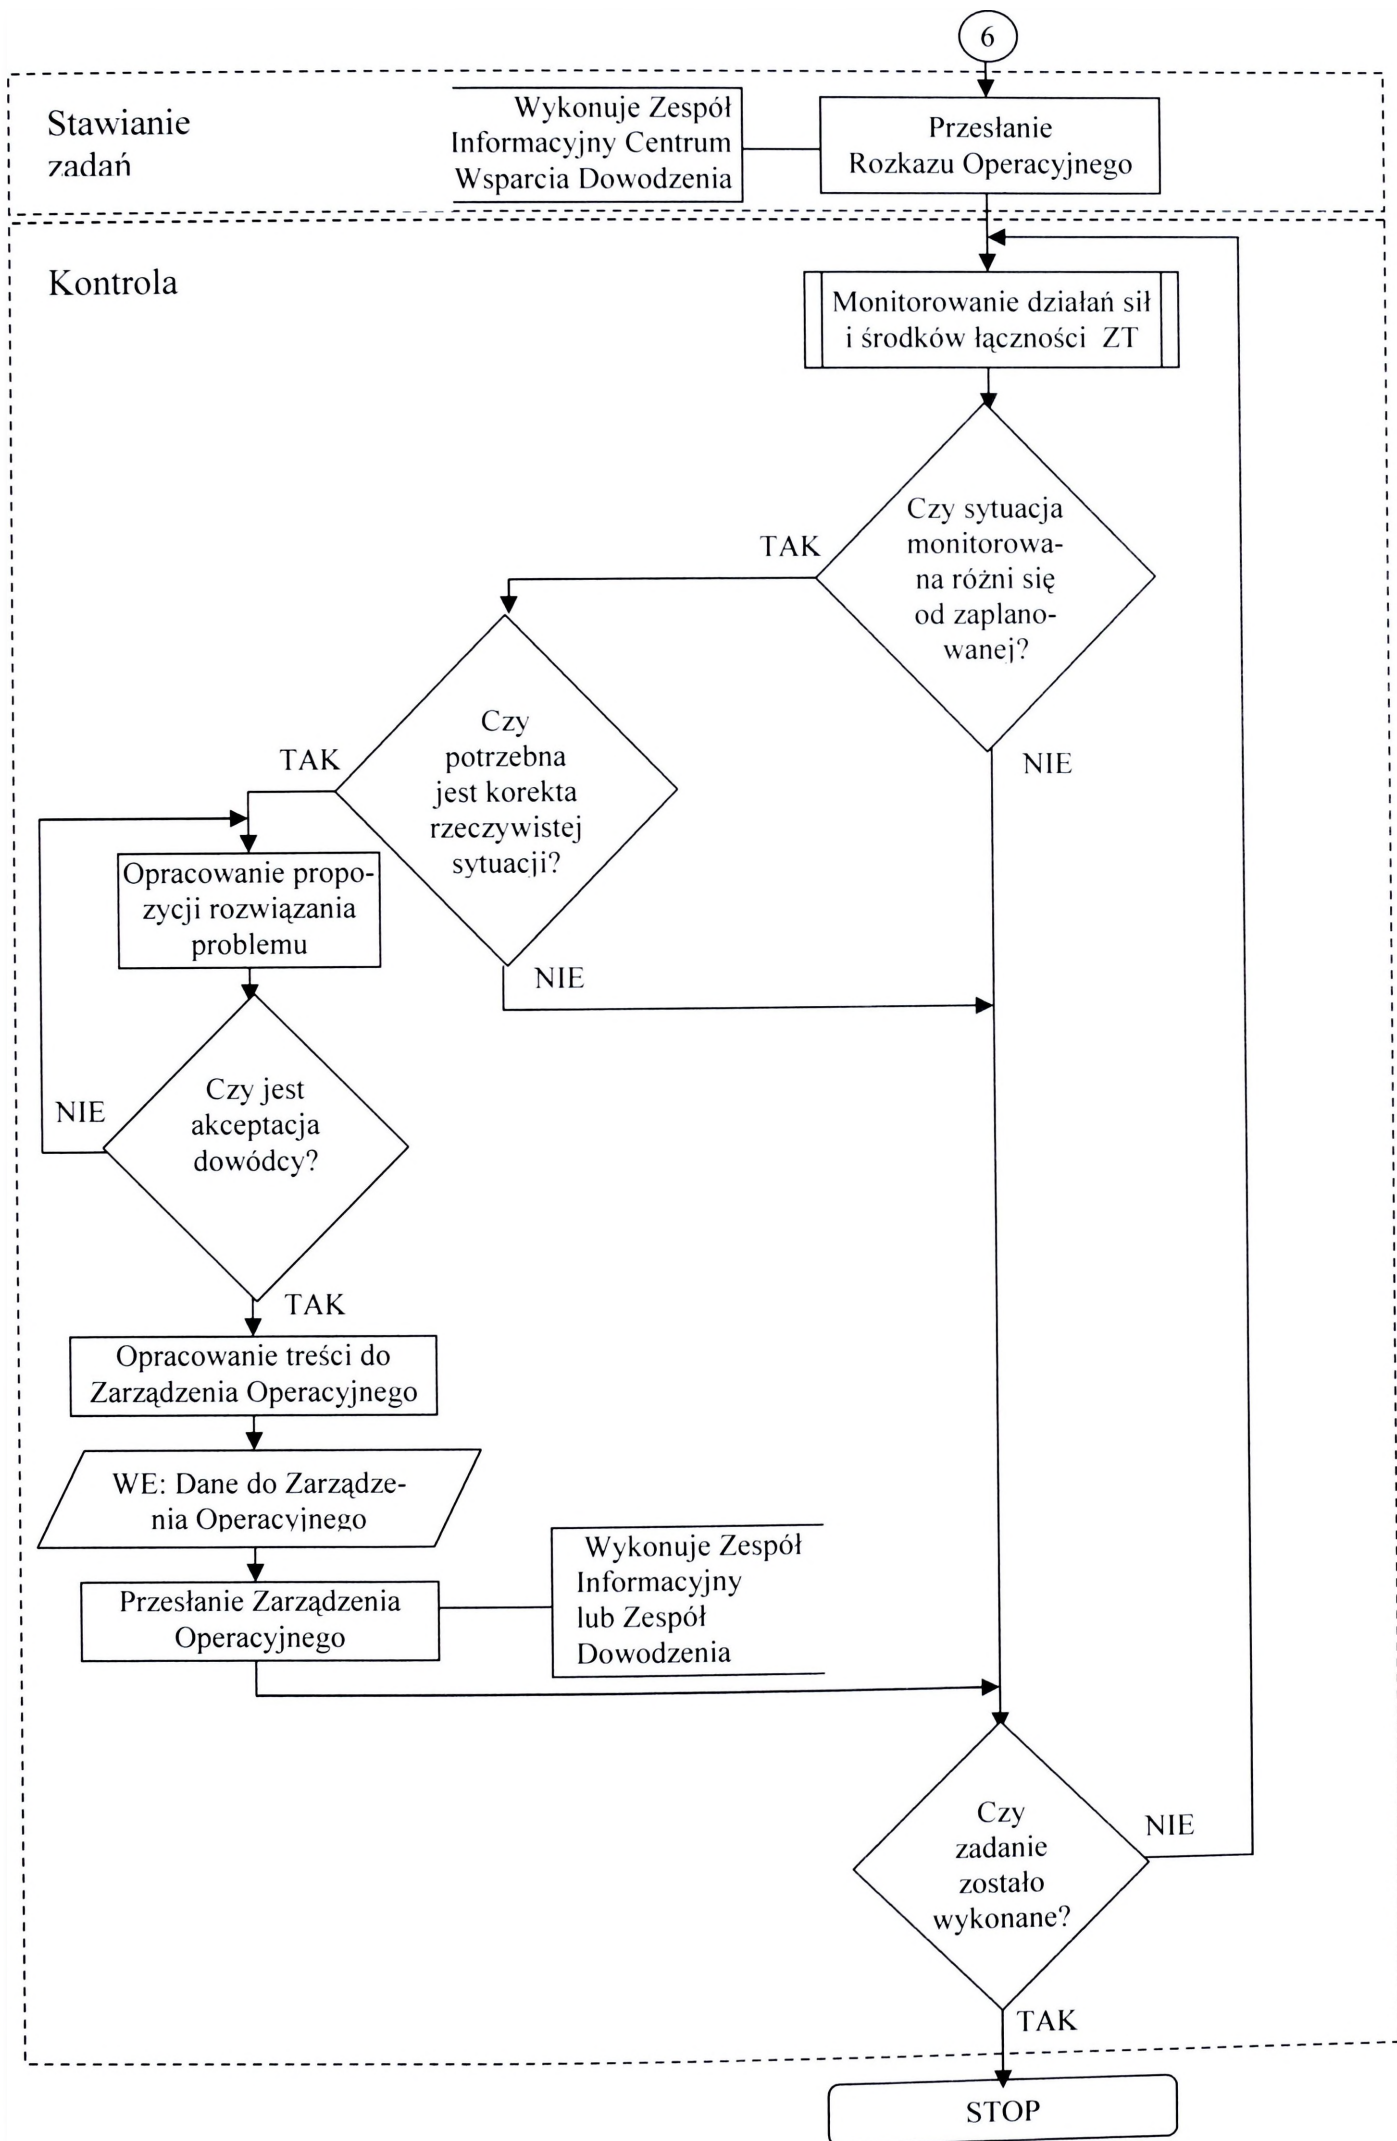 6
Stawianie
zadań
Wykonuje Zespół
Informacyjny Centrum
Wsparcia Dowodzenia
Przesłanie
Rozkazu Operacyjnego
Kontrola
Monitorowanie działań sił
i środków łączności ZT
Czy sytuacja
monitorowa-
na różni się
od zaplano-
wanej?
TAK
NIE
Czy
potrzebna
jest korekta
rzeczywistej
sytuacji?
TAK
NIE
Opracowanie propo-
zycji rozwiązania
problemu
Czy jest
akceptacja
dowódcy?
NIE
TAK
Opracowanie treści do
Zarządzenia Operacyjnego
WE: Dane do Zarządze-
nia Operacyjnego
Przesłanie Zarządzenia
Operacyjnego
Wykonuje Zespół
Informacyjny
lub Zespół
Dowodzenia
Czy
zadanie
zostało
wykonane?
NIE
TAK
STOP